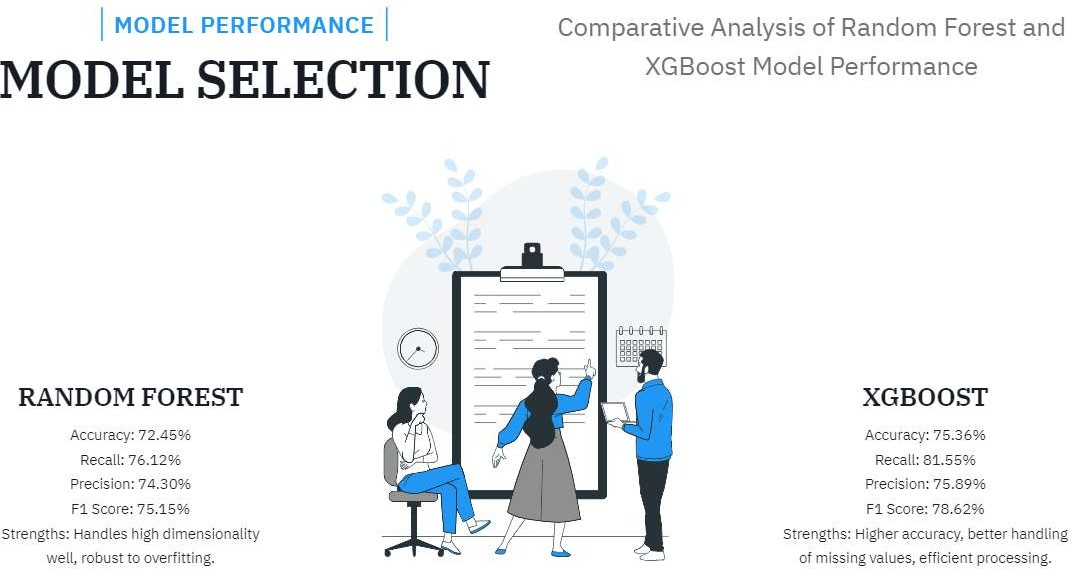 MODEL PERFORMANCE
MODEL SELECTION
Comparative Analysis of Random Forest and
XGBoost Model Performance
RANDOM FOREST
Accuracy: 72.45%
Recall: 76.12%
Precision: 74.30%
F1 Score: 75.15%
Strengths: Handles high dimensionality
well, robust to overfitting.
XGBOOST
Accuracy: 75.36%
Recall: 81.55%
Precision: 75.89%
F1 Score: 78.62%
Strengths: Higher accuracy, better handling
of missing values, efficient processing.